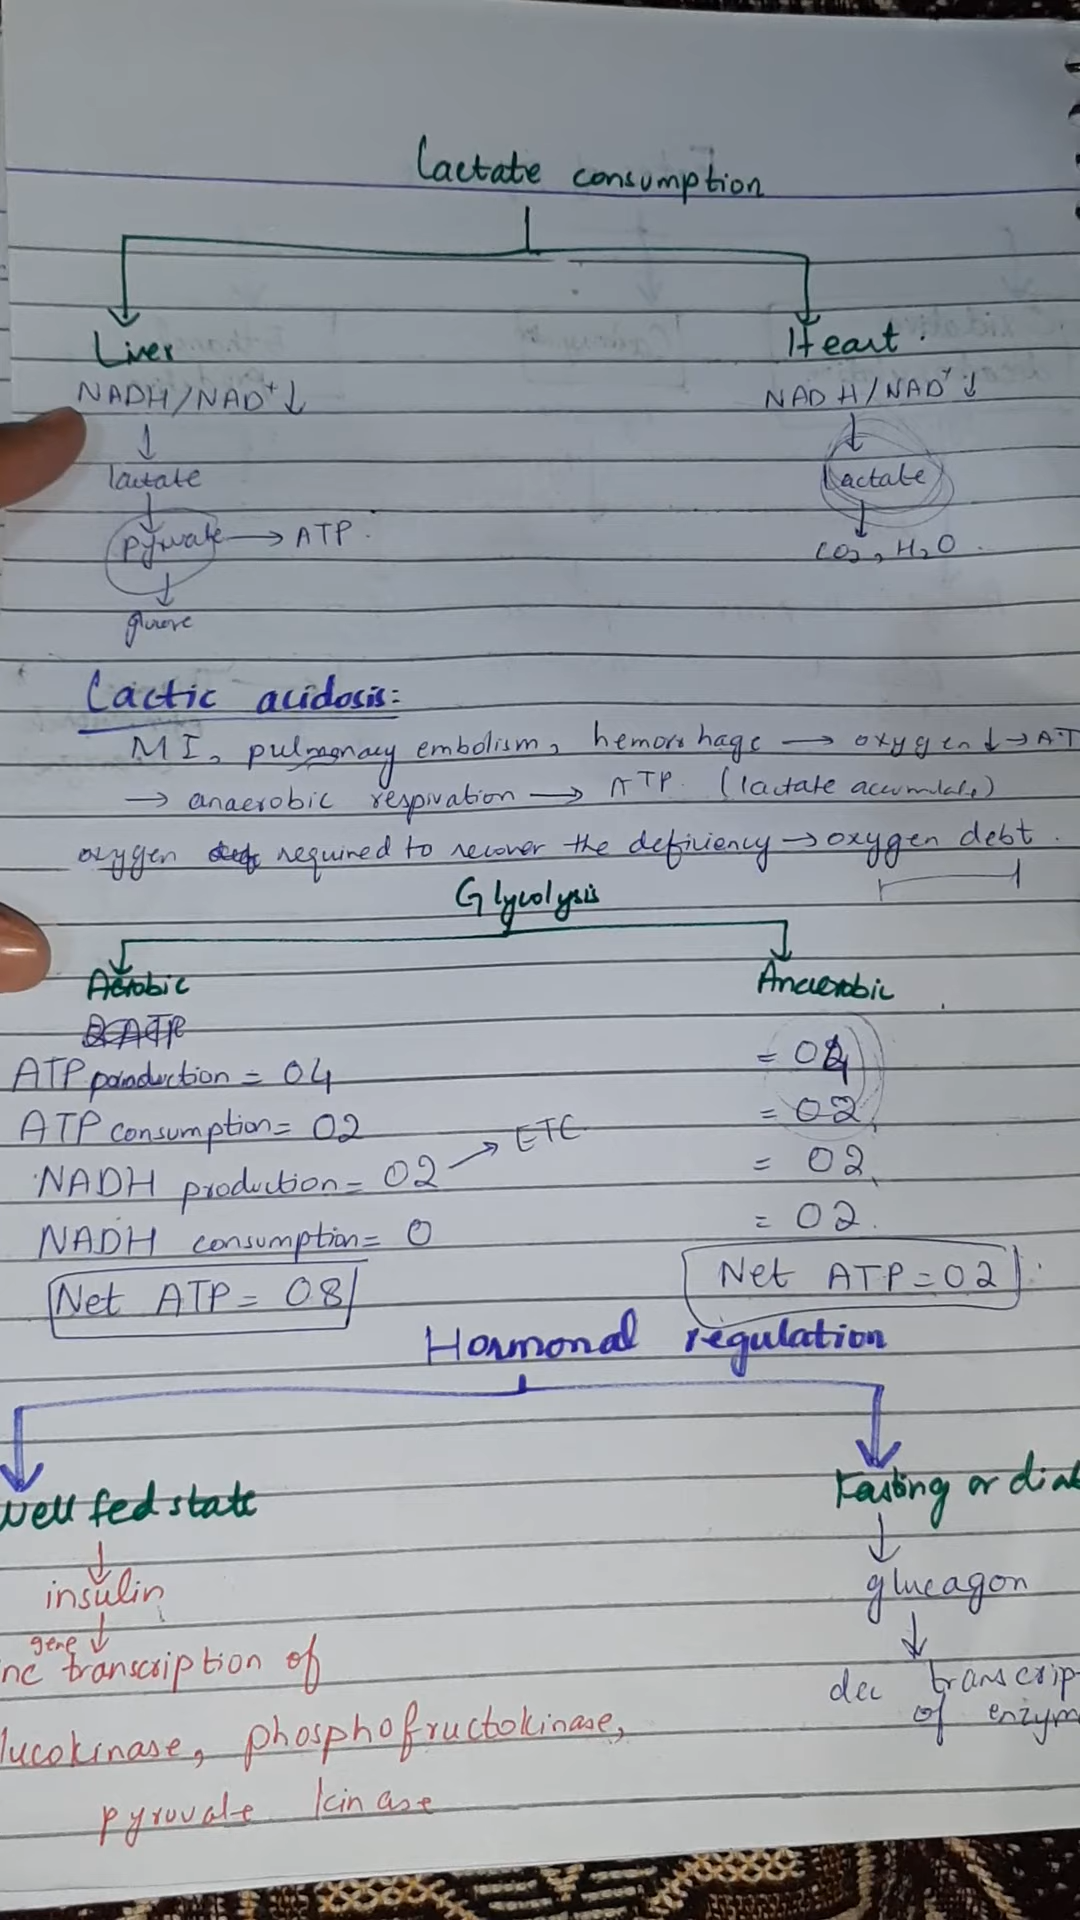 Lactate consumption
Liver
Heart
NADH/NAD⁺ ↓
NADH/NAD⁺ ↓
lactate
Lactate
pyruvate → ATP
CO₂, H₂O
glucose
Lactic acidosis:
MI, pulmonary embolism, hemorrhage → oxygen ↓ → AT
→ anaerobic respiration → ATP. (lactate accumulate)
oxygen required to recover the deficiency → oxygen debt.
Glycolysis
Aerobic
Anaerobic
2 ATP
ATP production = 04
= 04
ATP consumption = 02
= 02
NADH production = 02 → ETC
= 02
NADH consumption = 0
= 02.
Net ATP = 08
Net ATP = 02
Hormonal regulation
Well fed state
Fasting or diab
insulin
glucagon
gene
inc transcription of
dec transcrip
of enzym
lucokinase, phosphofructokinase,
pyruvate kinase